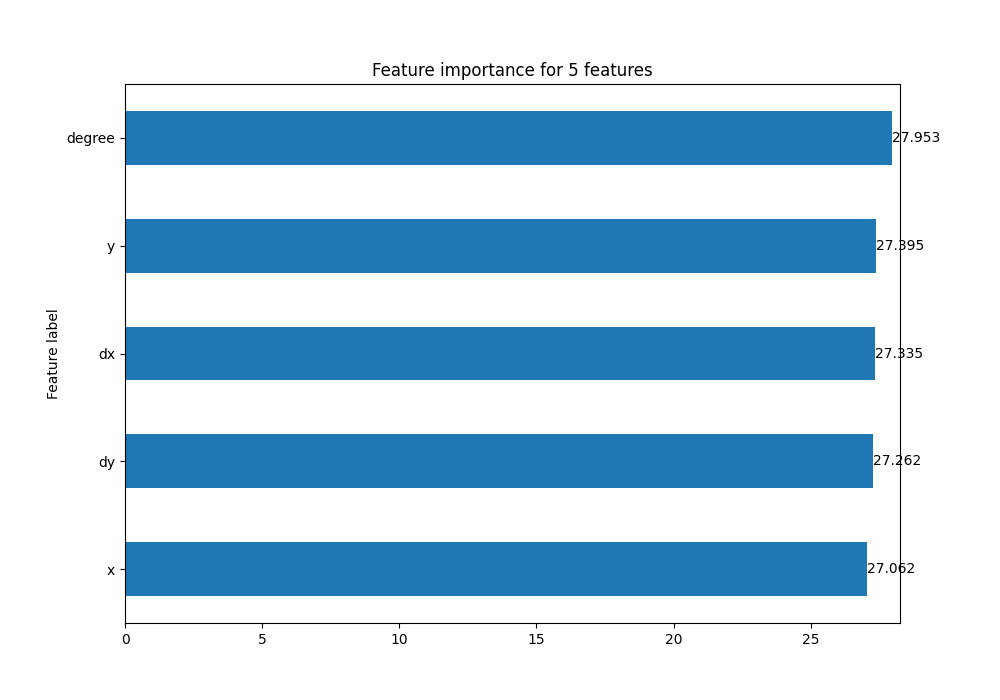 Feature importance for 5 features
degree
27.953
y
27.395
Feature label
dx
27.335
dy
27.262
x
27.062
0 5 10 15 20 25